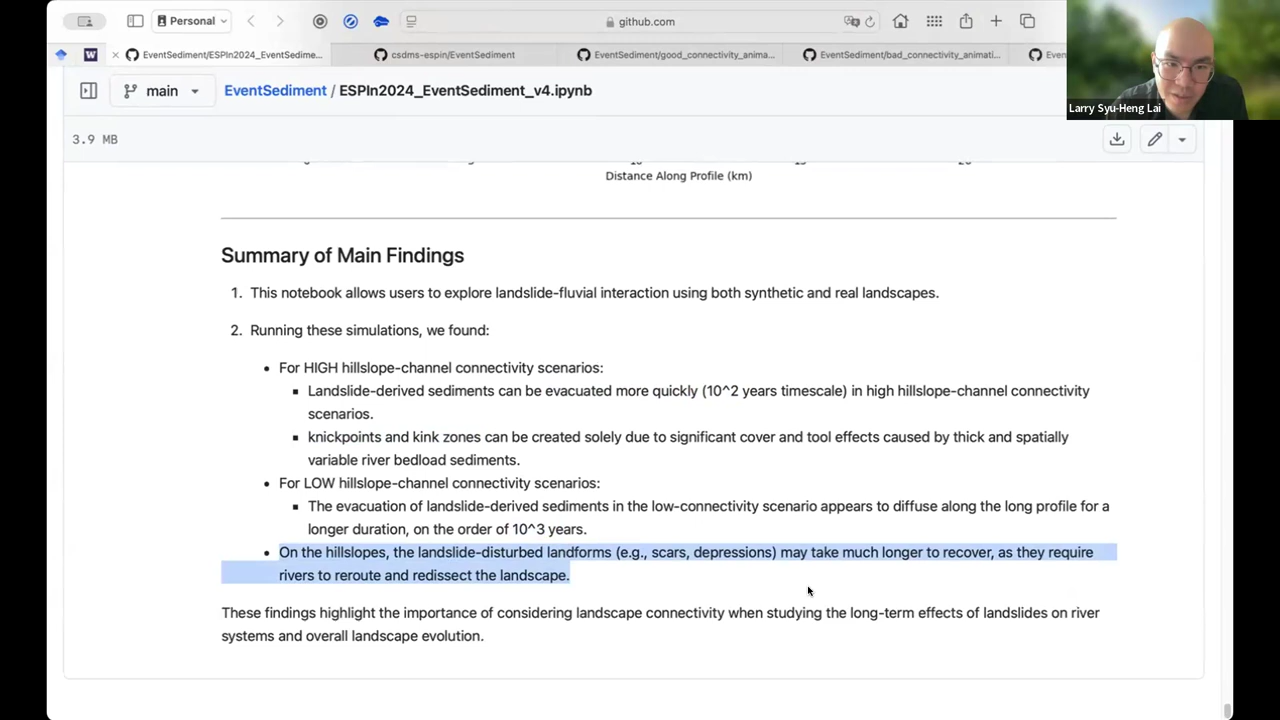 Personal
github.com
EventSediment/ESPIn2024_EventSedime...
csdms-espin/EventSediment
EventSediment/good_connectivity_anima...
EventSediment/bad_connectivity_animati...
Even
Larry Syu-Heng Lai
main
EventSediment / ESPIn2024_EventSediment_v4.ipynb
3.9 MB
Distance Along Profile (km)
Summary of Main Findings
1. This notebook allows users to explore landslide-fluvial interaction using both synthetic and real landscapes.
2. Running these simulations, we found:
• For HIGH hillslope-channel connectivity scenarios:
▪ Landslide-derived sediments can be evacuated more quickly (10^2 years timescale) in high hillslope-channel connectivity
scenarios.
▪ knickpoints and kink zones can be created solely due to significant cover and tool effects caused by thick and spatially
variable river bedload sediments.
• For LOW hillslope-channel connectivity scenarios:
▪ The evacuation of landslide-derived sediments in the low-connectivity scenario appears to diffuse along the long profile for a
longer duration, on the order of 10^3 years.
• On the hillslopes, the landslide-disturbed landforms (e.g., scars, depressions) may take much longer to recover, as they require
rivers to reroute and redissect the landscape.
These findings highlight the importance of considering landscape connectivity when studying the long-term effects of landslides on river
systems and overall landscape evolution.